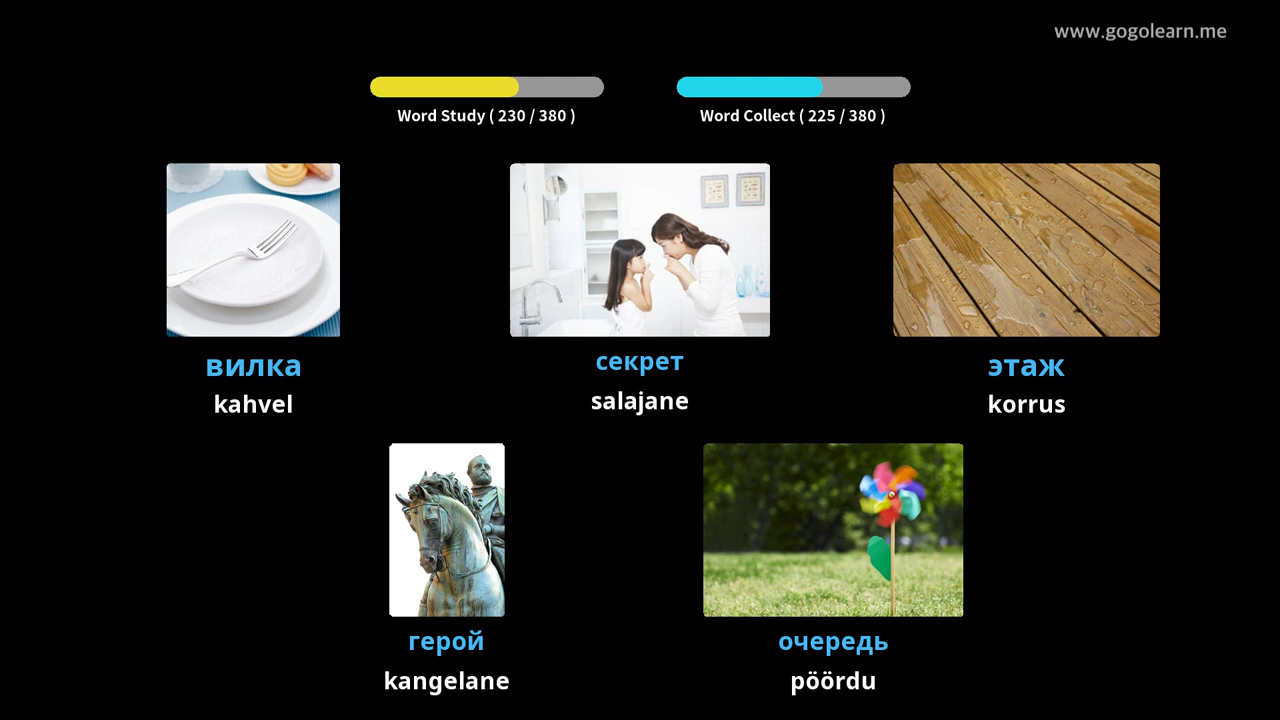 www.gogolearn.me
Word Study ( 230 / 380 )
Word Collect ( 225 / 380 )
вилка
kahvel
секрет
salajane
этаж
korrus
герой
kangelane
очередь
pöördu